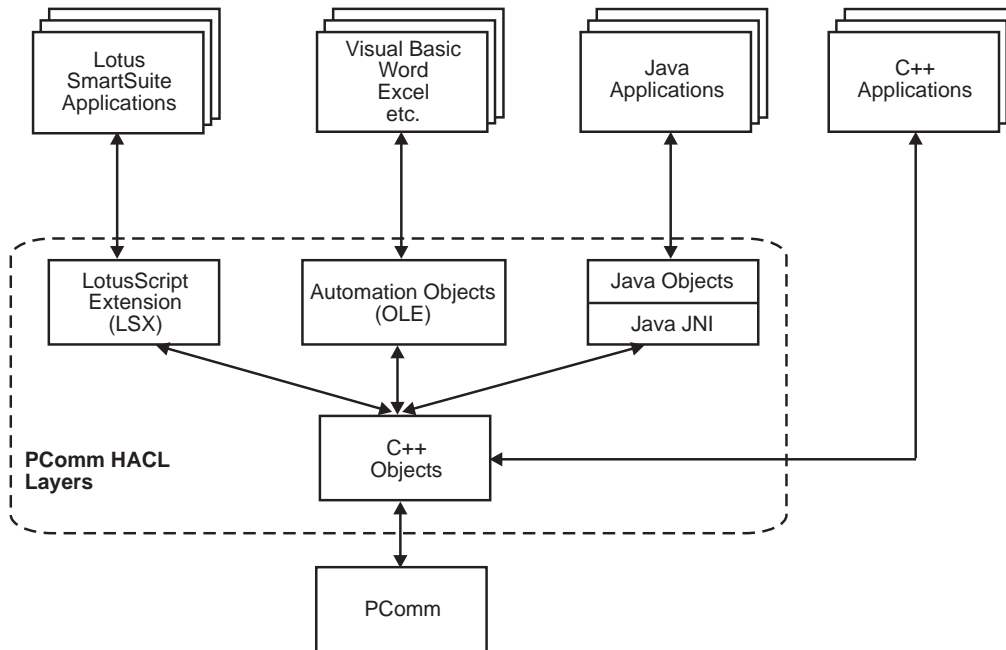 Lotus
SmartSuite
Applications
Visual Basic
Word
Excel
etc.
Java
Applications
C++
Applications
LotusScript
Extension
(LSX)
Automation Objects
(OLE)
Java Objects
Java JNI
C++
Objects
PComm HACL
Layers
PComm